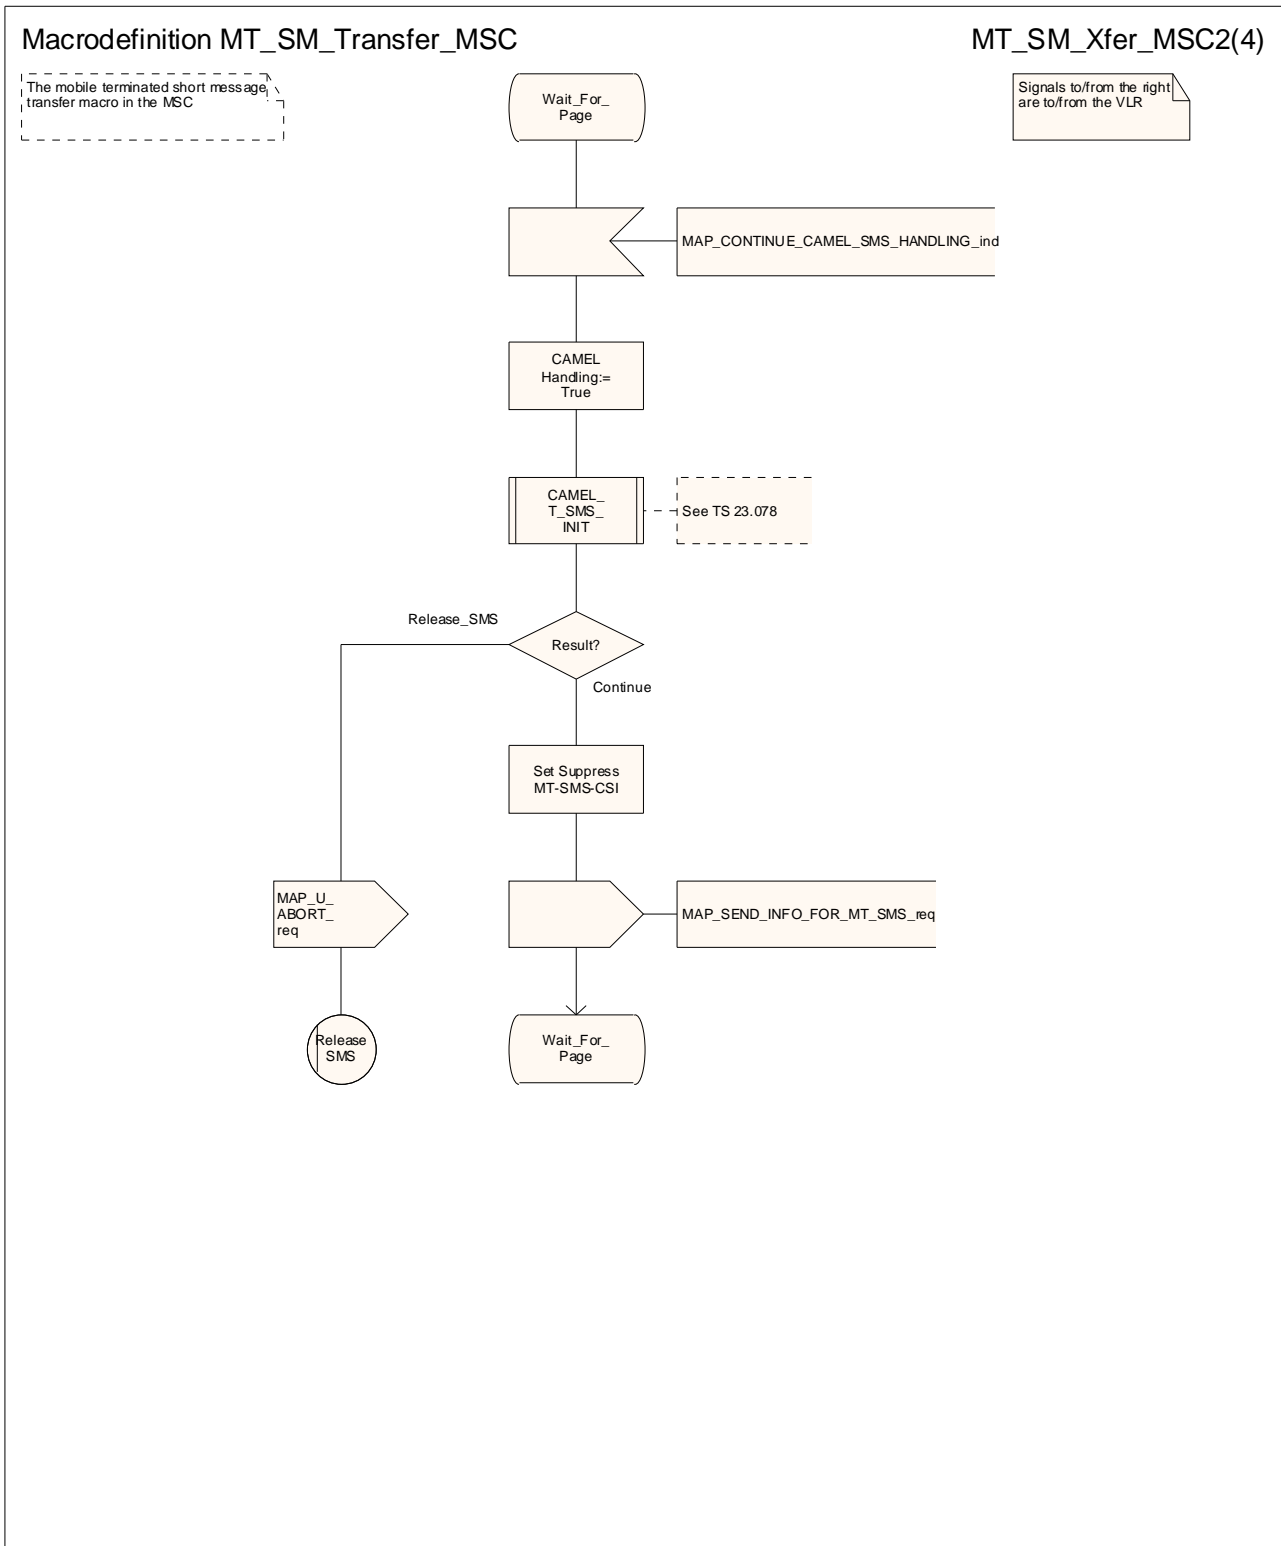 Macrodefinition MT_SM_Transfer_MSC
MT_SM_Xfer_MSC2(4)
The mobile terminated short message
transfer macro in the MSC
Signals to/from the right
are to/from the VLR
Wait_For_
Page
MAP_CONTINUE_CAMEL_SMS_HANDLING_ind
CAMEL
Handling:=
True
CAMEL_
T_SMS_
INIT
See TS 23.078
Release_SMS
Result?
Continue
Set Suppress
MT-SMS-CSI
MAP_U_
ABORT_
req
MAP_SEND_INFO_FOR_MT_SMS_req
Release
SMS
Wait_For_
Page